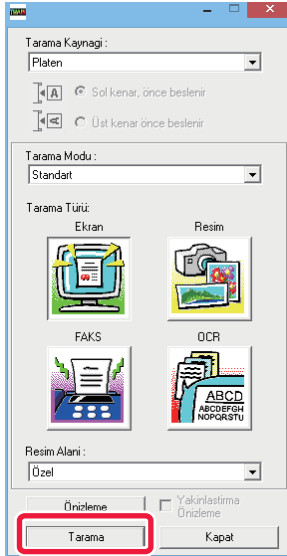 TWAIN
Tarama Kaynagi :
Platen
A
Sol kenar, önce beslenir
A
Üst kenar önce beslenir
Tarama Modu :
Standart
Tarama Türü:
Ekran
Resim
FAKS
OCR
ABCD
ABCDEFGH
NOPQRSTU
Resim Alani :
Özel
Önizleme
Yakinlastirma
Önizleme
Tarama
Kapat